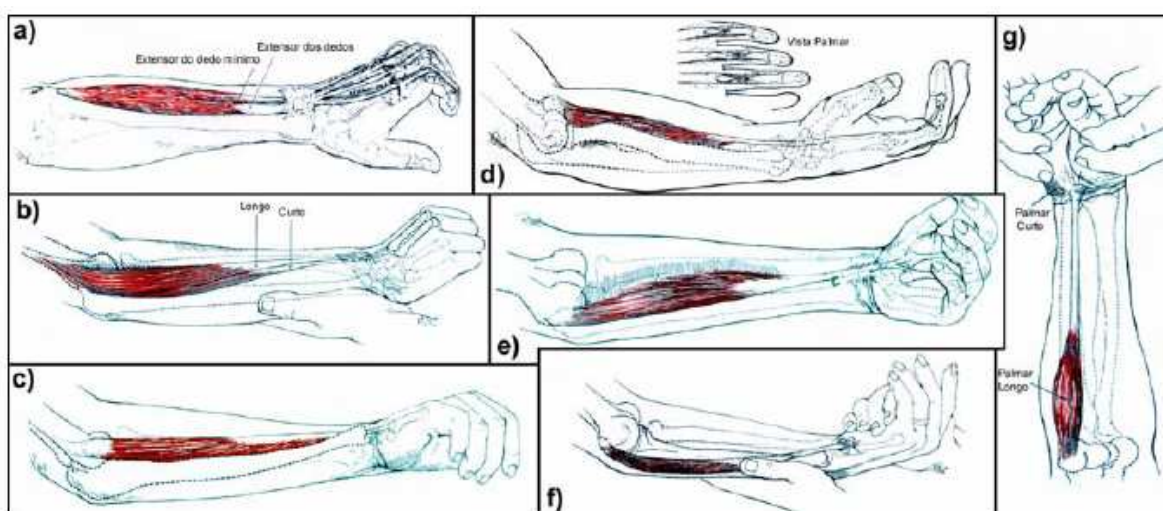 a)
Extensor do dedo mínimo
Extensor dos dedos
b)
Longo
Curto
c)
d)
Vista Palmar
e)
f)
g)
Palmar
Curto
Palmar
Longo